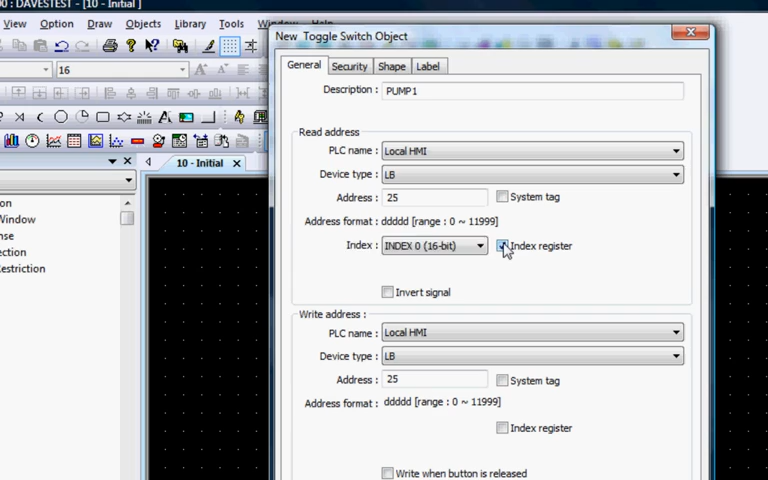 : DAVESTEST - [10 - Initial ]
View Option Draw Objects Library Tools Window Help
16
10 - Initial
Window
ection
Restriction
New Toggle Switch Object
General Security Shape Label
Description : PUMP1
Read address
PLC name : Local HMI
Device type : LB
Address : 25 System tag
Address format : ddddd [range : 0 ~ 11999]
Index : INDEX 0 (16-bit) Index register
Invert signal
Write address :
PLC name : Local HMI
Device type : LB
Address : 25 System tag
Address format : ddddd [range : 0 ~ 11999]
Index register
Write when button is released